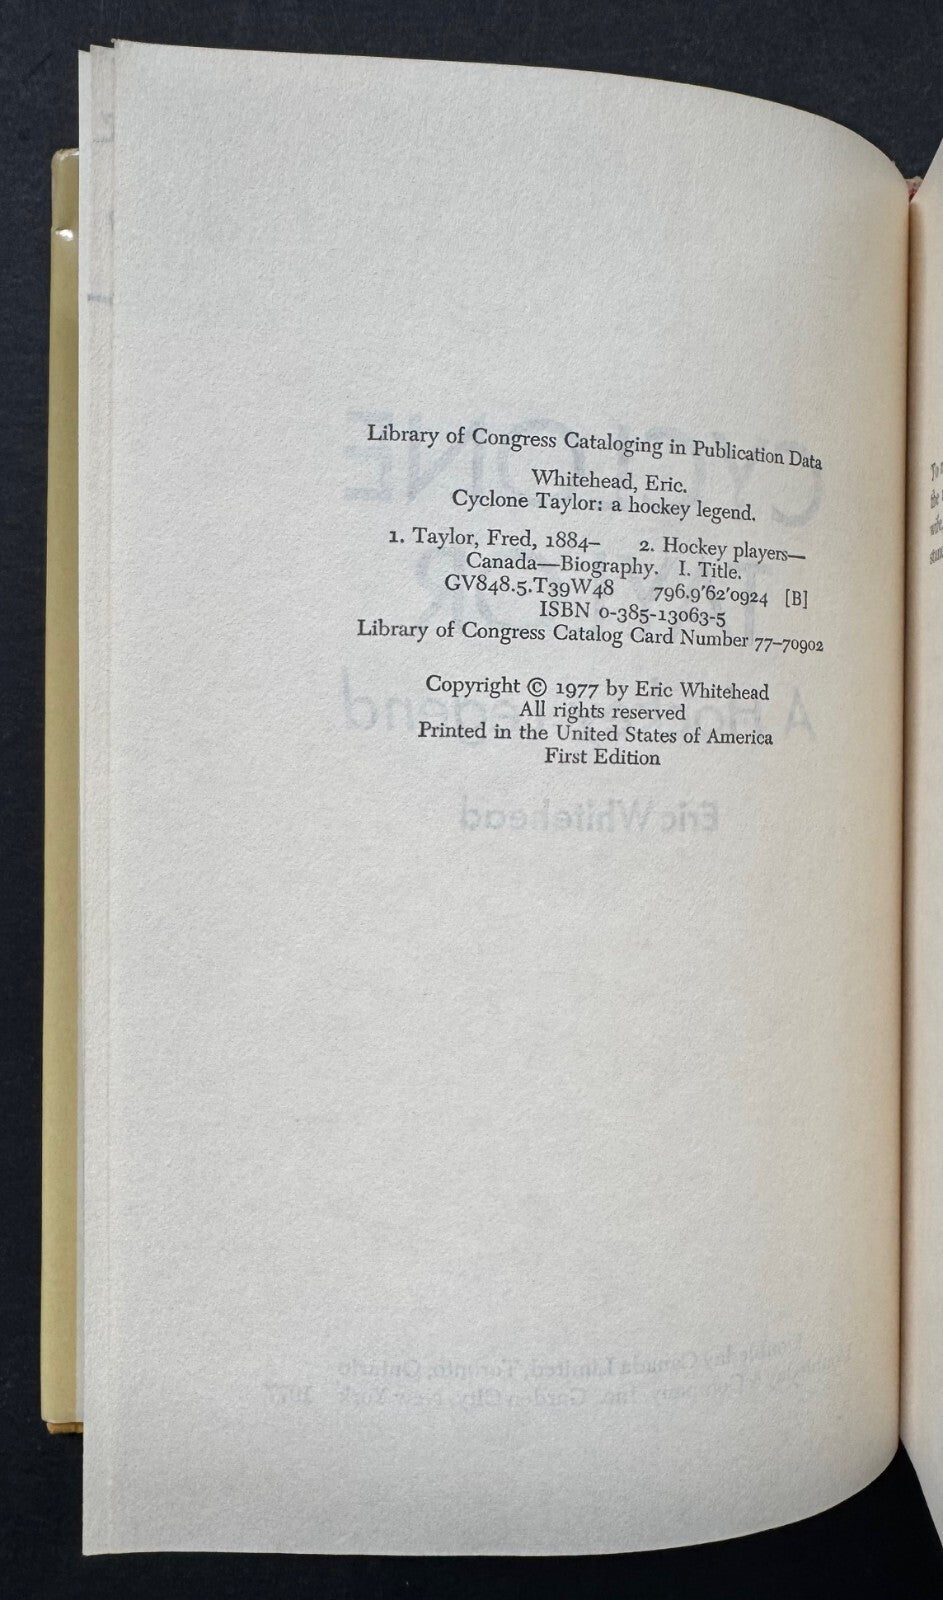 Library of Congress Cataloging in Publication Data
Whitehead, Eric.
Cyclone Taylor: a hockey legend.
1. Taylor, Fred, 1884– 2. Hockey players—
Canada—Biography. I. Title.
GV848.5.T39W48 796.9'62'0924 [B]
ISBN 0-385-13063-5
Library of Congress Catalog Card Number 77–70902
Copyright © 1977 by Eric Whitehead
All rights reserved
Printed in the United States of America
First Edition